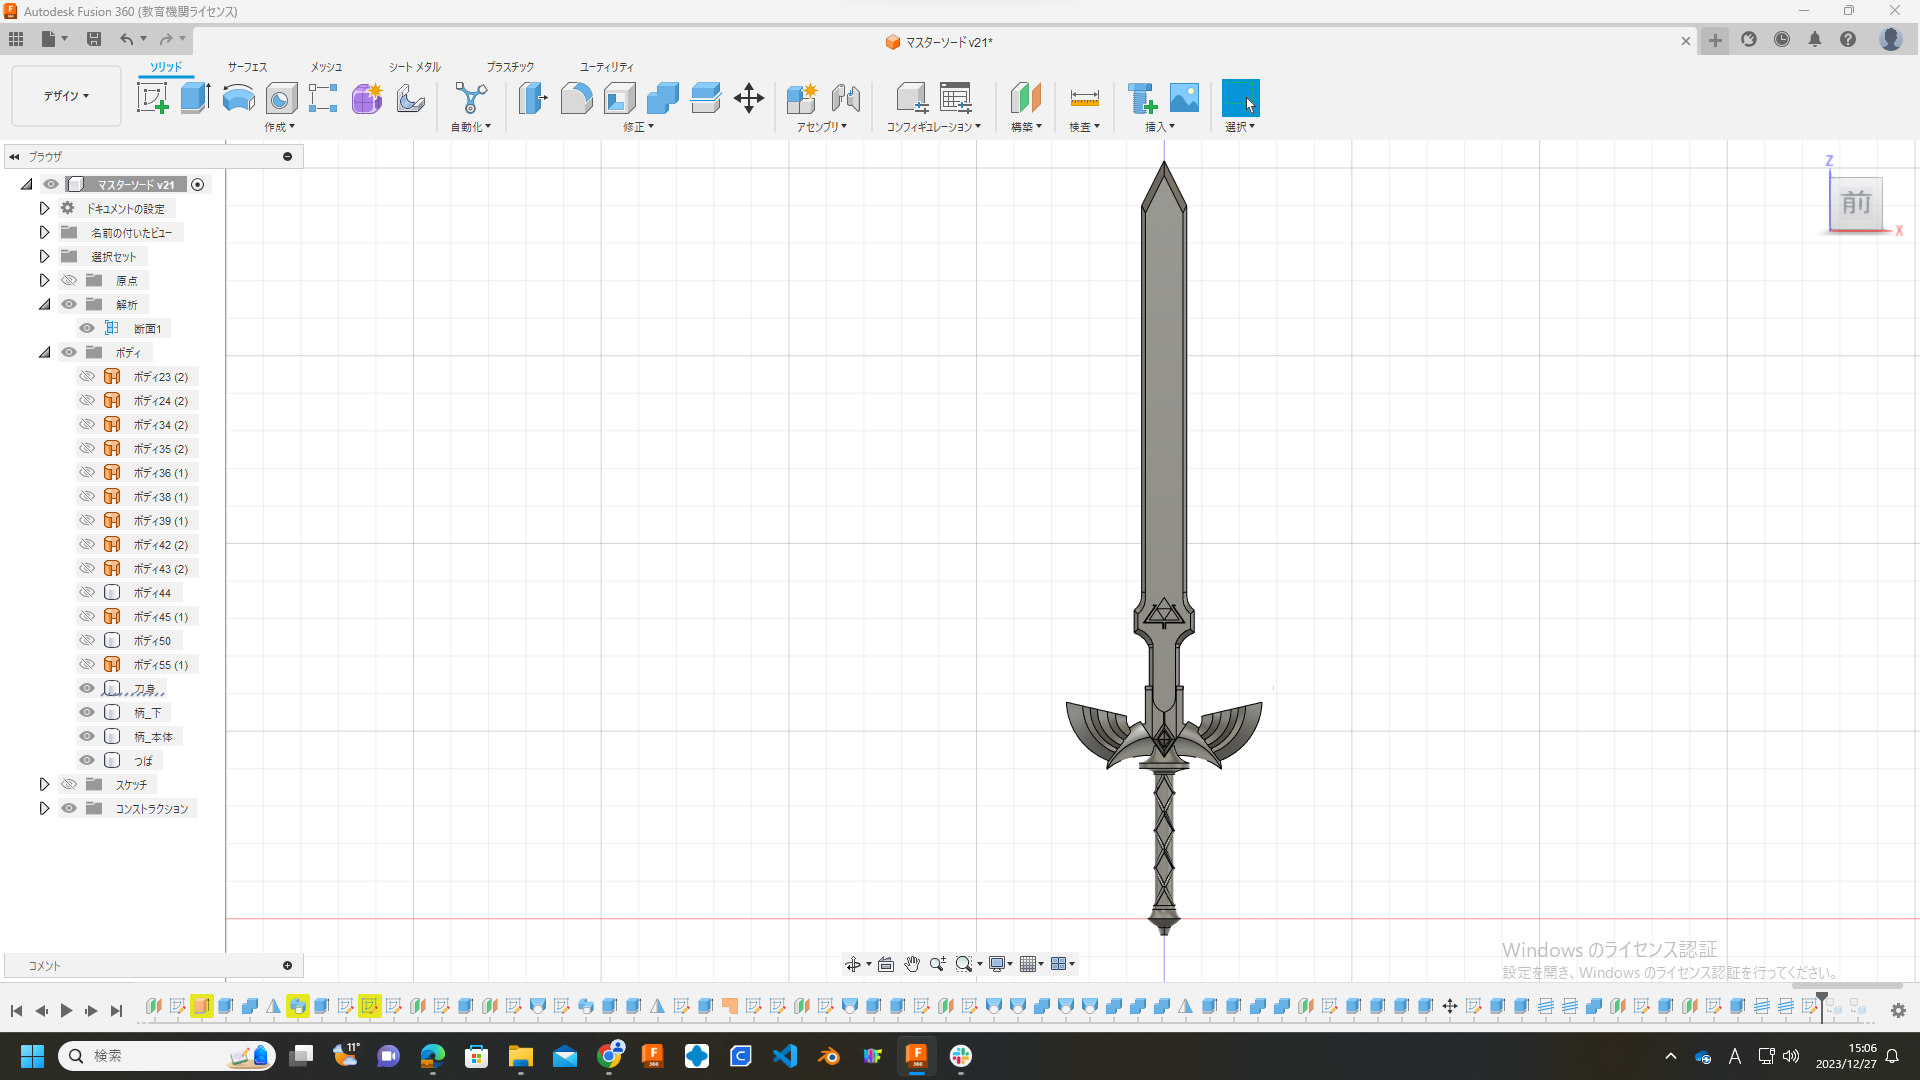 Autodesk Fusion 360 (教育機関ライセンス)
マスターソード v21*
デザイン
ソリッド
サーフェス
メッシュ
シート メタル
プラスチック
ユーティリティ
作成
自動化
修正
アセンブリ
コンフィギュレーション
構築
検査
挿入
選択
ブラウザ
マスターソード v21
ドキュメントの設定
名前の付いたビュー
選択セット
原点
解析
断面1
ボディ
ボディ23 (2)
ボディ24 (2)
ボディ34 (2)
ボディ35 (2)
ボディ36 (1)
ボディ38 (1)
ボディ39 (1)
ボディ42 (2)
ボディ43 (2)
ボディ44
ボディ45 (1)
ボディ50
ボディ55 (1)
刀身
柄_下
柄_本体
つば
スケッチ
コンストラクション
Z
前
X
Windows のライセンス認証
設定を開き、Windows のライセンス認証を行ってください。
コメント
検索
11°
A
15:06
2023/12/27